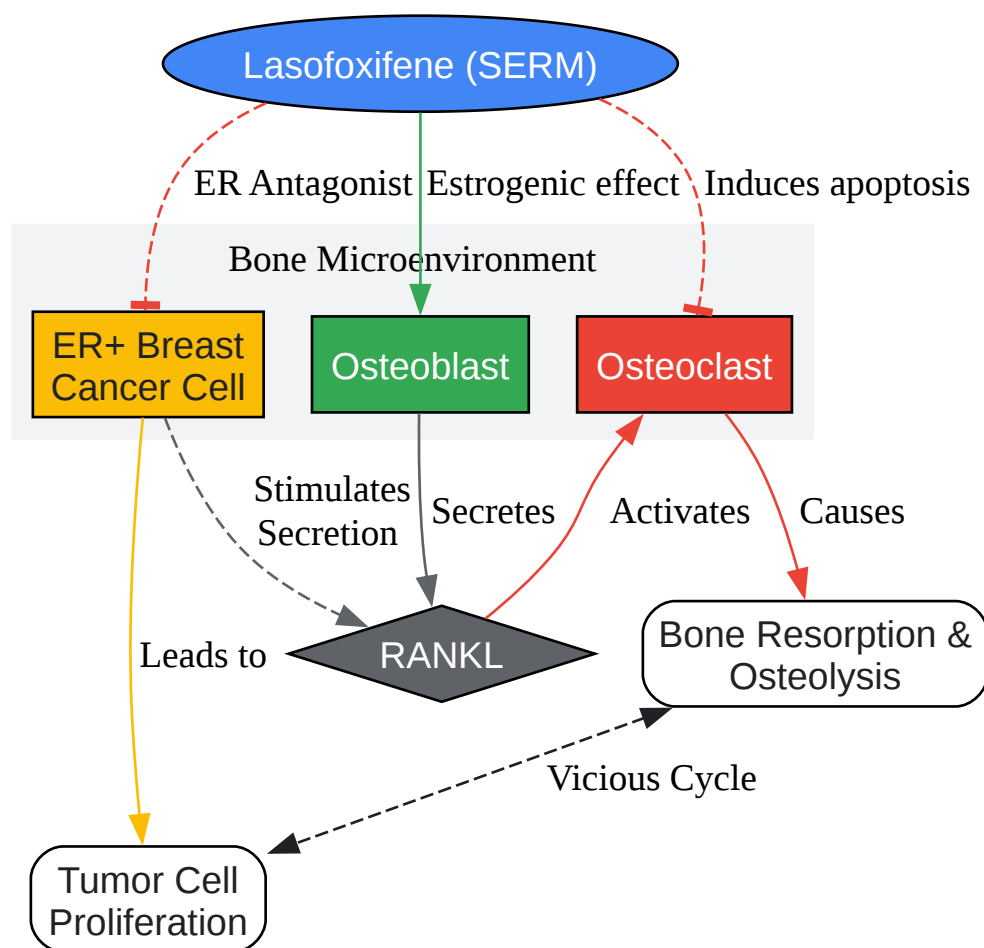 Lasofoxifene (SERM)
ER Antagonist
Estrogenic effect
Induces apoptosis
Bone Microenvironment
ER+ Breast
Cancer Cell
Osteoblast
Osteoclast
Stimulates
Secretion
Secretes
Activates
Causes
Leads to
RANKL
Bone Resorption &
Osteolysis
Vicious Cycle
Tumor Cell
Proliferation